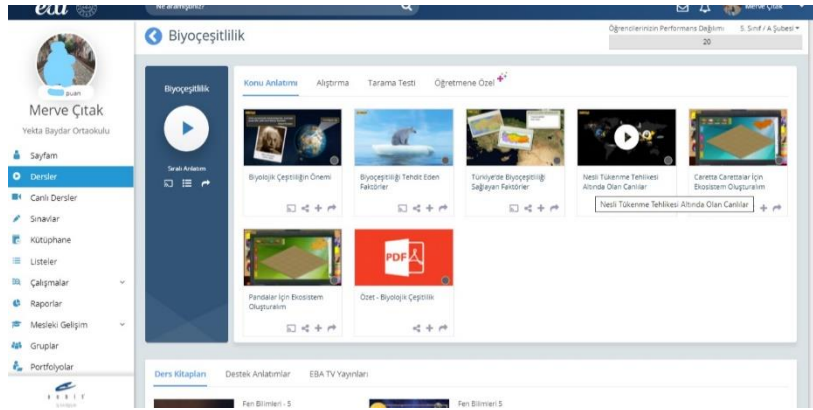 Ne aramıştınız?
Merve Çıtak
Biyoçeşitlilik
Öğrencilerinizin Performans Dağılımı
5. Sınıf / A Şubesi
20
puan
Merve Çıtak
Yekta Baydar Ortaokulu
Sayfam
Dersler
Canlı Dersler
Sınavlar
Kütüphane
Listeler
Çalışmalar
Raporlar
Mesleki Gelişim
Gruplar
Portfolyolar
Biyoçeşitlilik
Sıralı Anlatım
Konu Anlatımı
Alıştırma
Tarama Testi
Öğretmene Özel
Biyolojik Çeşitliliğin Önemi
Biyoçeşitliliği Tehdit Eden
Faktörler
Türkiye'de Biyoçeşitliliği
Sağlayan Faktörler
Nesli Tükenme Tehlikesi
Altında Olan Canlılar
Caretta Carettalar İçin
Ekosistem Oluşturalım
Nesli Tükenme Tehlikesi Altında Olan Canlılar
PDF
Pandalar İçin Ekosistem
Oluşturalım
Özet - Biyolojik Çeşitlilik
Ders Kitapları
Destek Anlatımlar
EBA TV Yayınları
Fen Bilimleri - 5
Fen Bilimleri 5